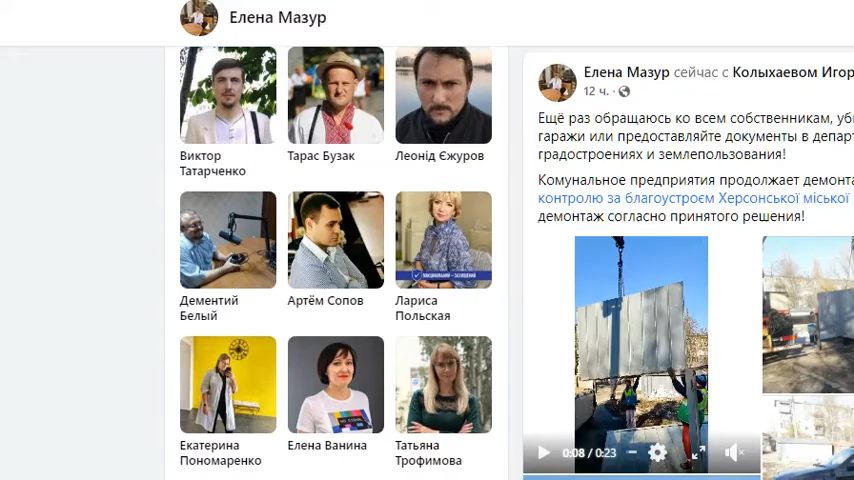 Елена Мазур
Виктор
Татарченко
Тарас Бузак
Леонід Єжуров
Дементий
Белый
Артём Сопов
Лариса
Польская
Екатерина
Пономаренко
Елена Ванина
Татьяна
Трофимова
Елена Мазур сейчас с Колыхаевом Игор
12 ч. ·
Ещё раз обращаюсь ко всем собственникам, уб
гаражи или предоставляйте документы в департ
градостроениях и землепользования!
Комунальное предприятия продолжает демонта
контролю за благоустроєм Херсонської міської
демонтаж согласно принятого решения!
0:08 / 0:23